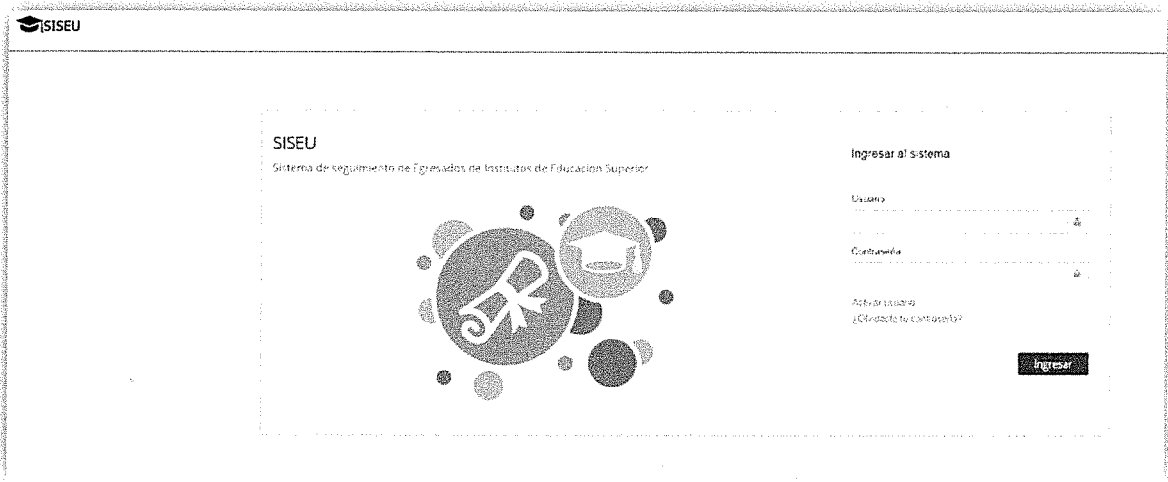 SISEU
SISEU
Sistema de seguimiento de Egresados de Institutos de Educacion Superior
Ingresar al sistema
Usuario
Contraseña
Activar usuario
¿Olvidaste tu contraseña?
Ingresar